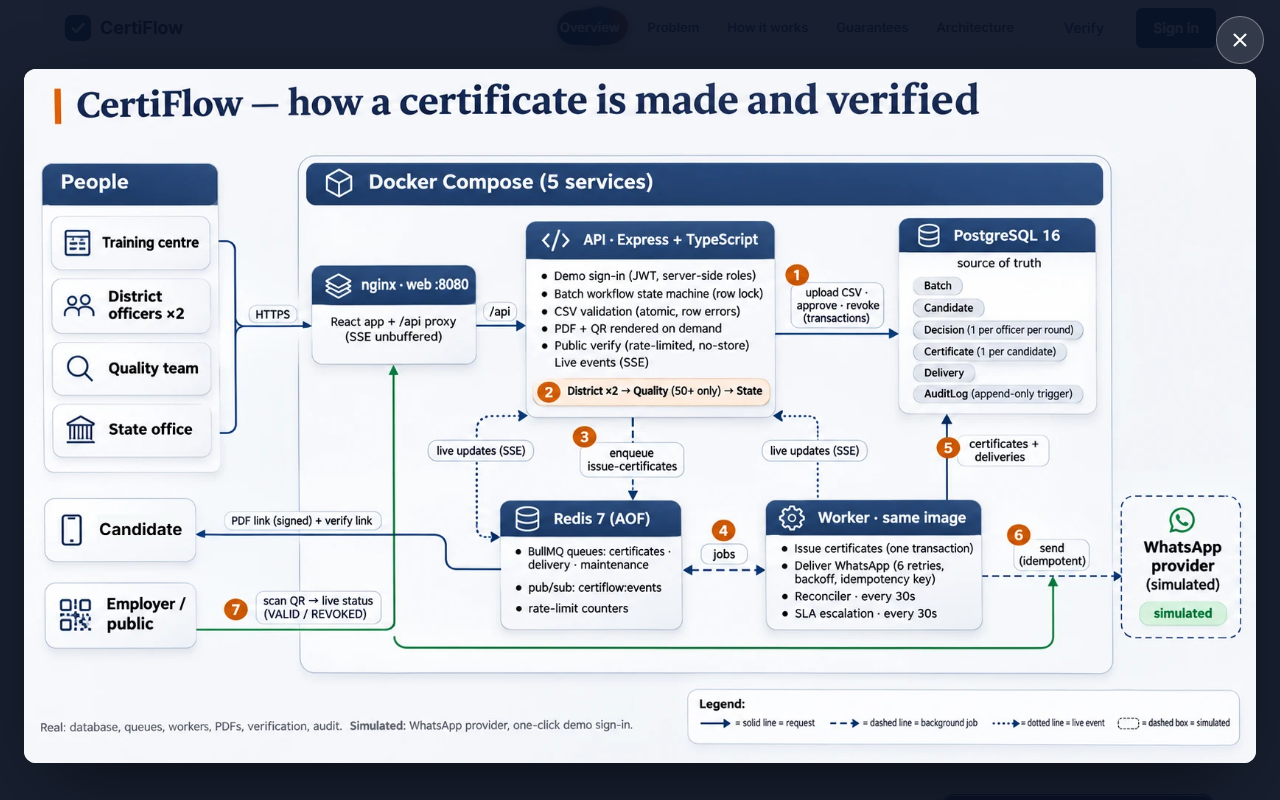 CertiFlow
Overview
Problem
How it works
Guarantees
Architecture
Verify
Sign in
CertiFlow — how a certificate is made and verified
People
Training centre
District
officers ×2
Quality team
State office
Candidate
Employer /
public
HTTPS
Docker Compose (5 services)
nginx · web :8080
React app + /api proxy
(SSE unbuffered)
/api
API · Express + TypeScript
• Demo sign-in (JWT, server-side roles)
• Batch workflow state machine (row lock)
• CSV validation (atomic, row errors)
• PDF + QR rendered on demand
• Public verify (rate-limited, no-store)
Live events (SSE)
2 District ×2 → Quality (50+ only) → State
1
upload CSV ·
approve · revoke
(transactions)
PostgreSQL 16
source of truth
Batch
Candidate
Decision (1 per officer per round)
Certificate (1 per candidate)
Delivery
AuditLog (append-only trigger)
live updates (SSE)
3
enqueue
issue-certificates
live updates (SSE)
5
certificates +
deliveries
PDF link (signed) + verify link
7
scan QR → live status
(VALID / REVOKED)
Redis 7 (AOF)
• BullMQ queues: certificates ·
delivery · maintenance
• pub/sub: certiflow:events
• rate-limit counters
4
jobs
Worker · same image
• Issue certificates (one transaction)
• Deliver WhatsApp (6 retries,
backoff, idempotency key)
• Reconciler · every 30s
• SLA escalation · every 30s
6
send
(idempotent)
WhatsApp
provider
(simulated)
simulated
Real: database, queues, workers, PDFs, verification, audit. Simulated: WhatsApp provider, one-click demo sign-in.
Legend:
= solid line = request
= dashed line = background job
= dotted line = live event
= dashed box = simulated